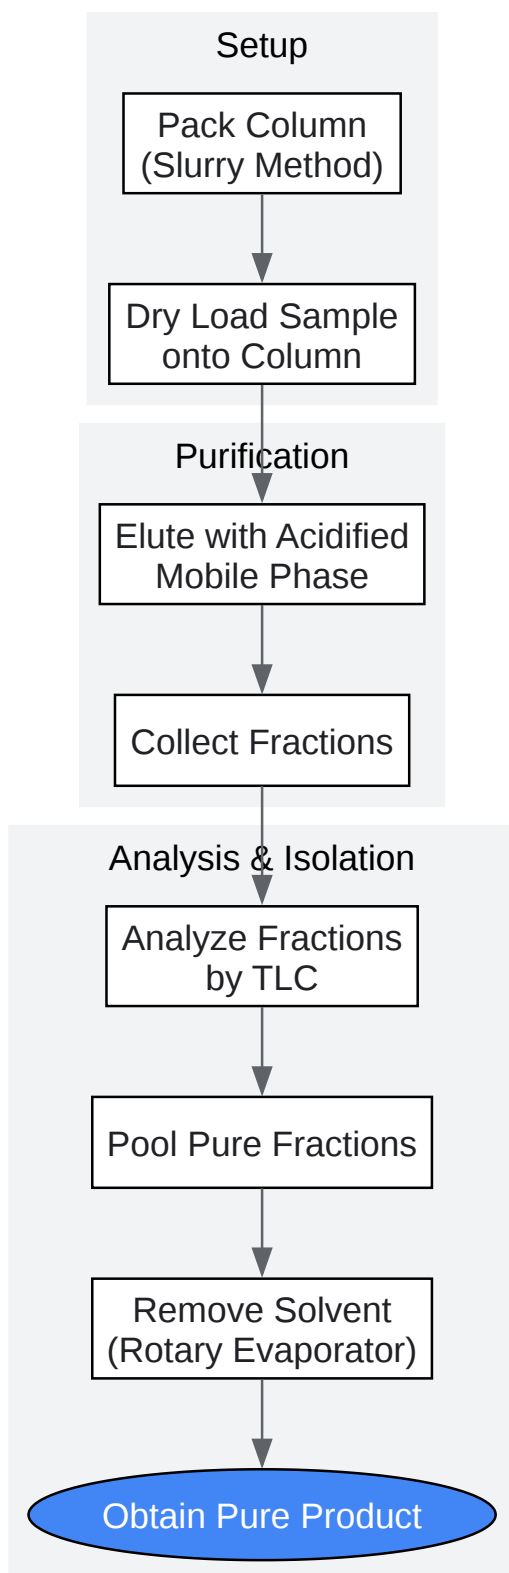 Setup
Pack Column
(Slurry Method)
Dry Load Sample
onto Column
Purification
Elute with Acidified
Mobile Phase
Collect Fractions
Analysis & Isolation
Analyze Fractions
by TLC
Pool Pure Fractions
Remove Solvent
(Rotary Evaporator)
Obtain Pure Product